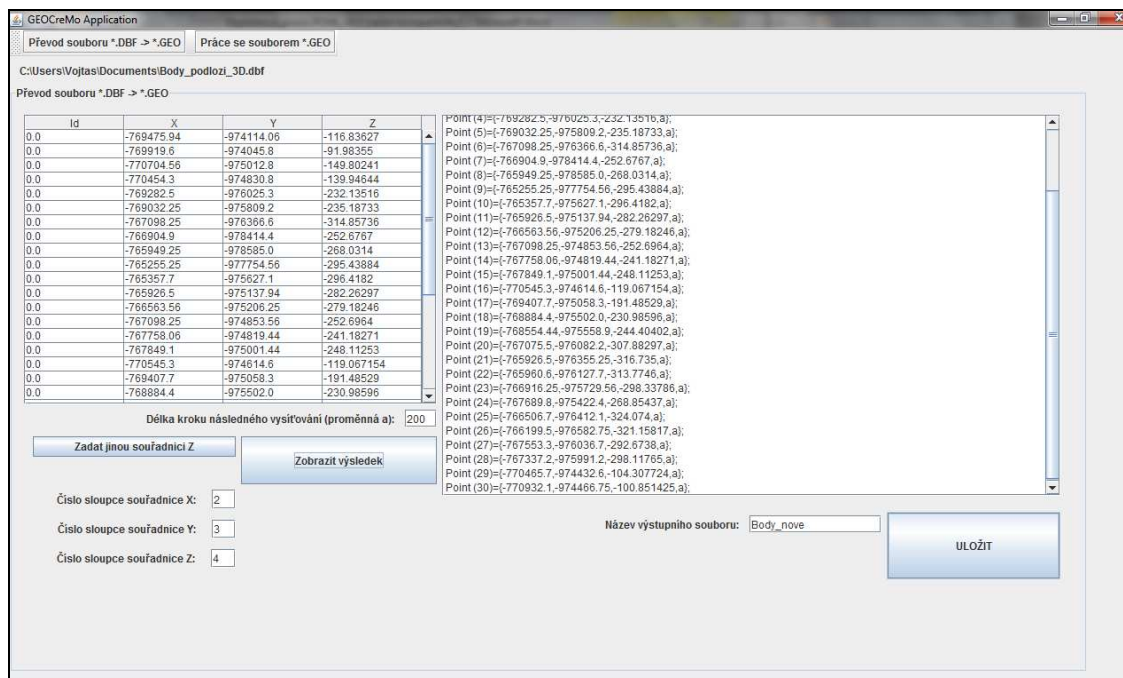 GEOCreMo Application
Převod souboru *.DBF -> *.GEO Práce se souborem *.GEO
C:\Users\Vojtas\Documents\Body_podlozi_3D.dbf
Převod souboru *.DBF -> *.GEO
Id X Y Z
0.0 -769475.94 -974114.06 -116.83627
0.0 -769919.6 -974045.8 -91.98355
0.0 -770704.56 -975012.8 -149.80241
0.0 -770454.3 -974830.8 -139.94644
0.0 -769282.5 -976025.3 -232.13516
0.0 -769032.25 -975809.2 -235.18733
0.0 -767098.25 -976366.6 -314.85736
0.0 -766904.9 -978414.4 -252.6767
0.0 -765949.25 -978585.0 -268.0314
0.0 -765255.25 -977754.56 -295.43884
0.0 -765357.7 -975627.1 -296.4182
0.0 -765926.5 -975137.94 -282.26297
0.0 -766563.56 -975206.25 -279.18246
0.0 -767098.25 -974853.56 -252.6964
0.0 -767758.06 -974819.44 -241.18271
0.0 -767849.1 -975001.44 -248.11253
0.0 -770545.3 -974614.6 -119.067154
0.0 -769407.7 -975058.3 -191.48529
0.0 -768884.4 -975502.0 -230.98596
Délka kroku následného vysíťování (proměnná a): 200
Zadat jinou souřadnici Z
Zobrazit výsledek
Číslo sloupce souřadnice X: 2
Číslo sloupce souřadnice Y: 3
Číslo sloupce souřadnice Z: 4
Point (4)={-769282.5,-976025.3,-232.13516,a};
Point (5)={-769032.25,-975809.2,-235.18733,a};
Point (6)={-767098.25,-976366.6,-314.85736,a};
Point (7)={-766904.9,-978414.4,-252.6767,a};
Point (8)={-765949.25,-978585.0,-268.0314,a};
Point (9)={-765255.25,-977754.56,-295.43884,a};
Point (10)={-765357.7,-975627.1,-296.4182,a};
Point (11)={-765926.5,-975137.94,-282.26297,a};
Point (12)={-766563.56,-975206.25,-279.18246,a};
Point (13)={-767098.25,-974853.56,-252.6964,a};
Point (14)={-767758.06,-974819.44,-241.18271,a};
Point (15)={-767849.1,-975001.44,-248.11253,a};
Point (16)={-770545.3,-974614.6,-119.067154,a};
Point (17)={-769407.7,-975058.3,-191.48529,a};
Point (18)={-768884.4,-975502.0,-230.98596,a};
Point (19)={-768554.44,-975558.9,-244.40402,a};
Point (20)={-767075.5,-976082.2,-307.88297,a};
Point (21)={-765926.5,-976355.25,-316.735,a};
Point (22)={-765960.6,-976127.7,-313.7746,a};
Point (23)={-766916.25,-975729.56,-298.33786,a};
Point (24)={-767689.8,-975422.4,-268.85437,a};
Point (25)={-766506.7,-976412.1,-324.074,a};
Point (26)={-766199.5,-976582.75,-321.15817,a};
Point (27)={-767553.3,-976036.7,-292.6738,a};
Point (28)={-767337.2,-975991.2,-298.11765,a};
Point (29)={-770465.7,-974432.6,-104.307724,a};
Point (30)={-770932.1,-974466.75,-100.851425,a};
Název výstupního souboru: Body_nove
ULOŽIT